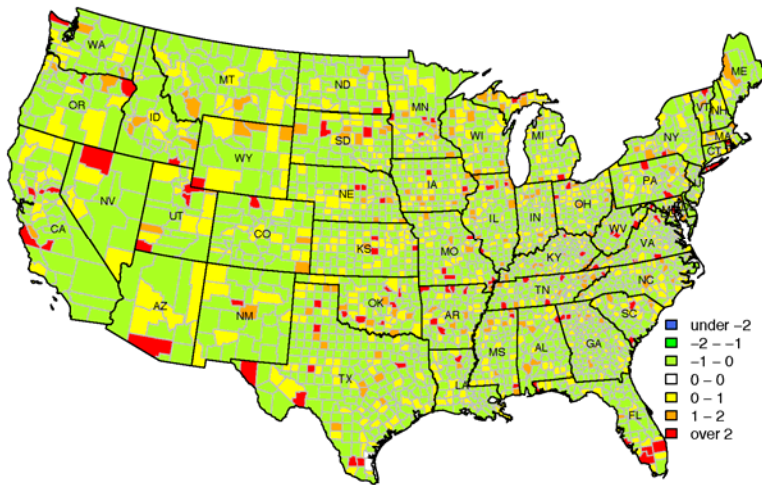 WA
MT
ND
MN
ME
OR
ID
SD
WI
MI
VT
NH
NY
MA
CT
WY
NE
IA
PA
NV
UT
CO
IL
IN
OH
CA
KS
MO
WV
VA
KY
AZ
NM
OK
AR
TN
NC
SC
MS
AL
GA
TX
LA
FL
under −2
−2 − −1
−1 − 0
0 − 0
0 − 1
1 − 2
over 2